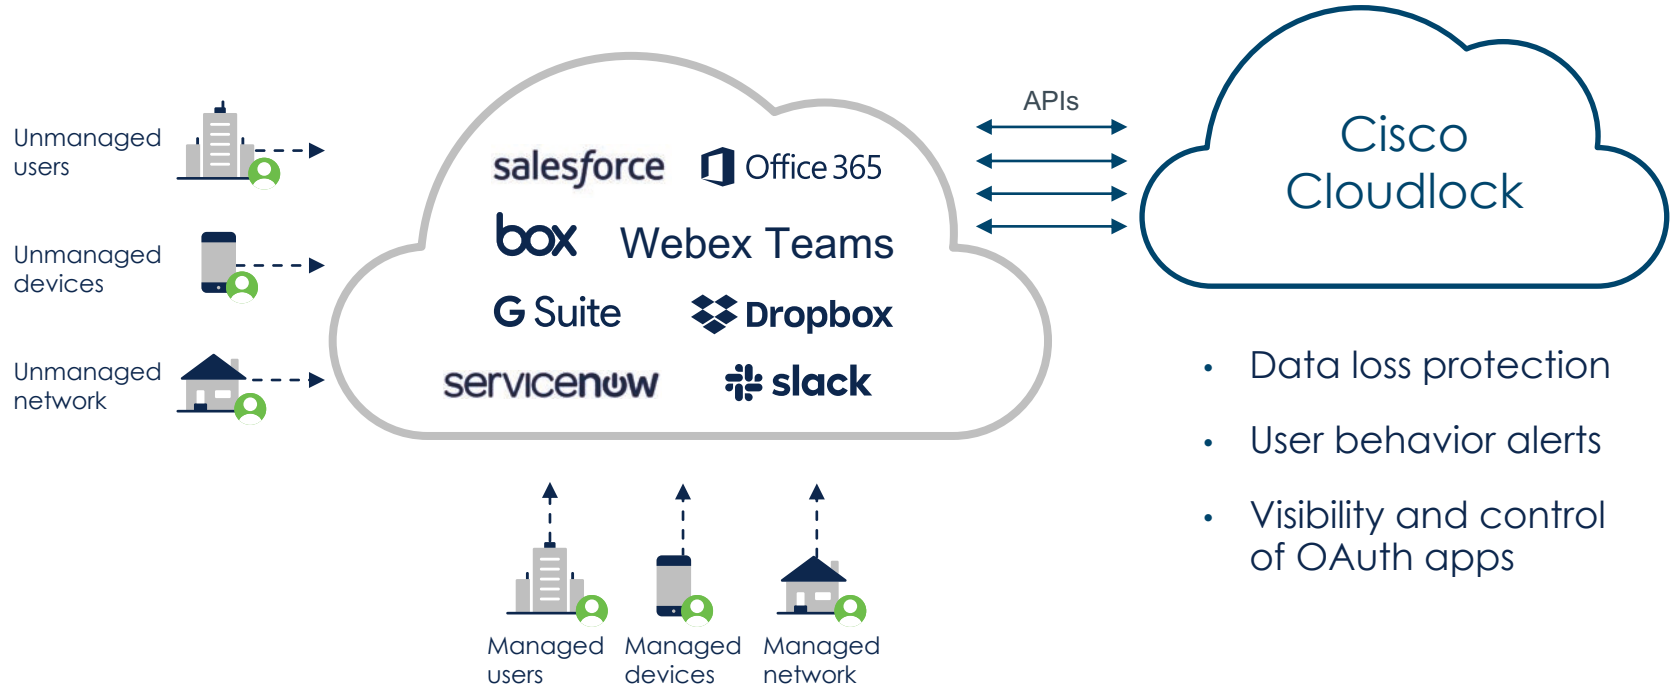 Unmanaged
users
Unmanaged
devices
Unmanaged
network
salesforce
Office 365
box
Webex Teams
G Suite
Dropbox
servicenow
slack
Managed
users
Managed
devices
Managed
network
APIs
Cisco
Cloudlock
• Data loss protection
• User behavior alerts
• Visibility and control
of OAuth apps